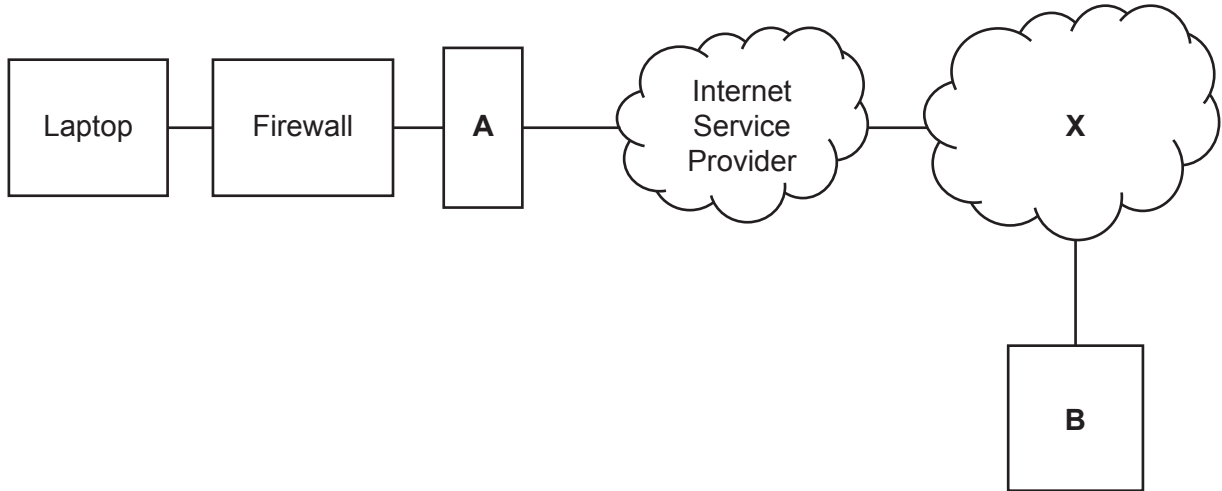 Laptop
Firewall
A
Internet
Service
Provider
X
B